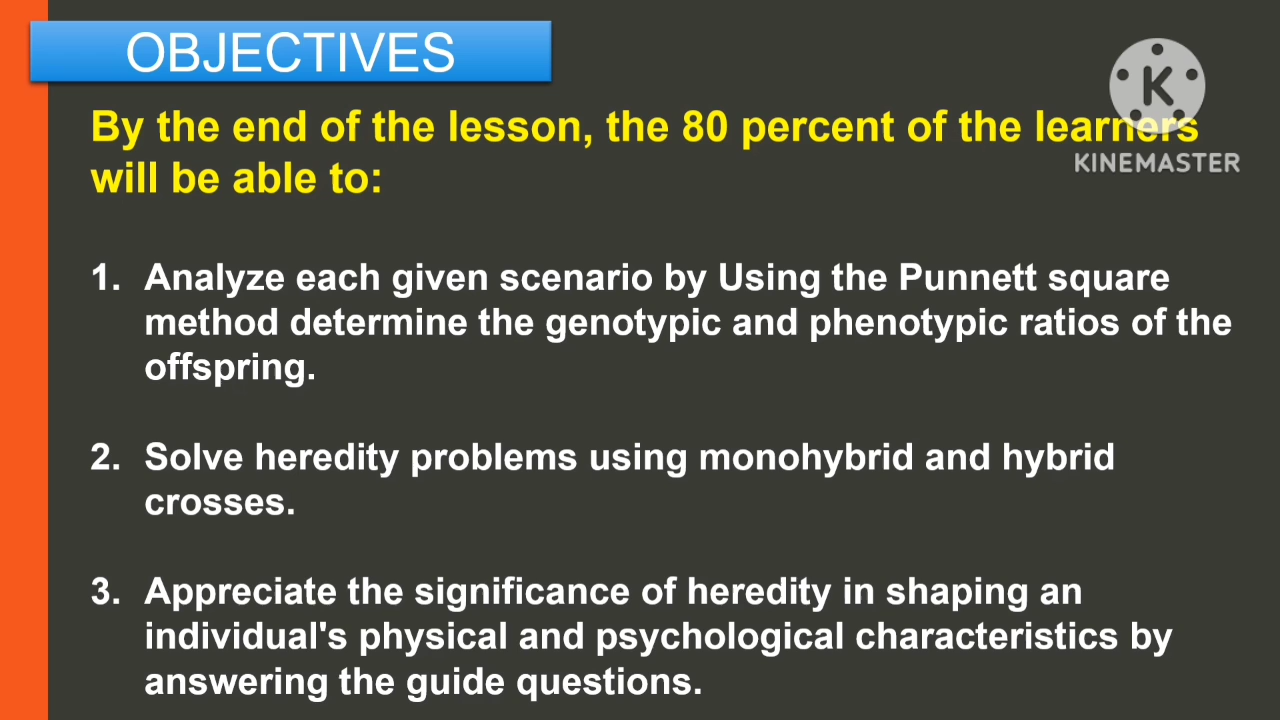 OBJECTIVES
By the end of the lesson, the 80 percent of the learners
will be able to:
K
KINEMASTER
1. Analyze each given scenario by Using the Punnett square
method determine the genotypic and phenotypic ratios of the
offspring.
2. Solve heredity problems using monohybrid and hybrid
crosses.
3. Appreciate the significance of heredity in shaping an
individual's physical and psychological characteristics by
answering the guide questions.